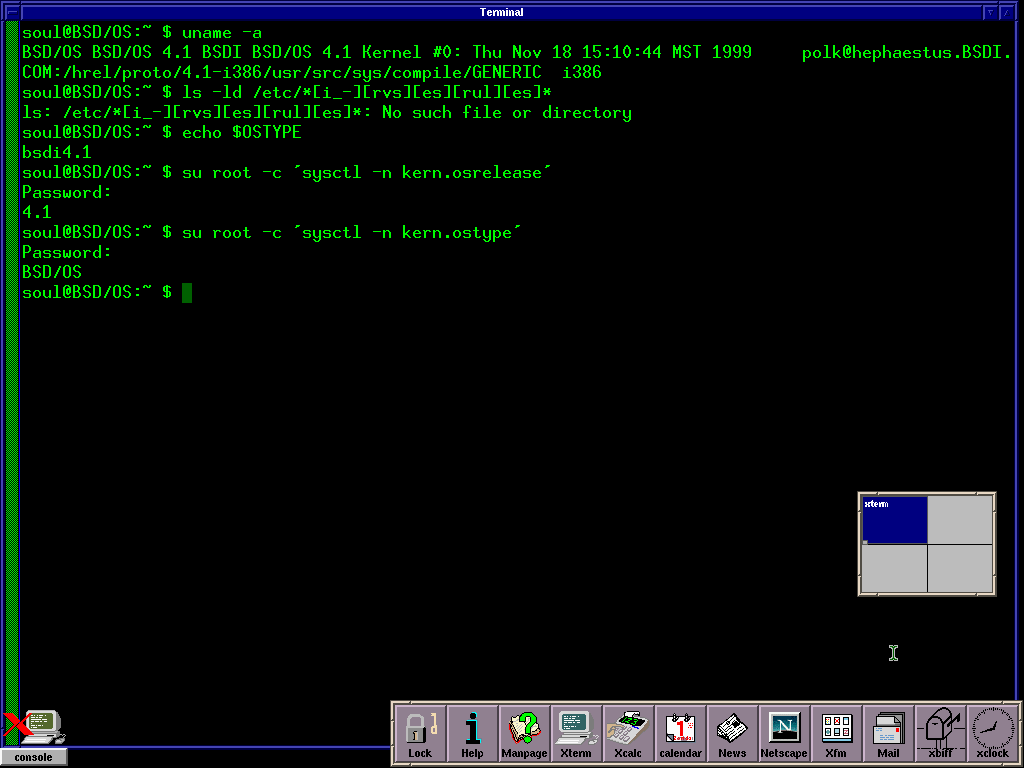 Terminal
soul@BSD/OS:~ $ uname -a
BSD/OS BSD/OS 4.1 BSDI BSD/OS 4.1 Kernel #0: Thu Nov 18 15:10:44 MST 1999     polk@hephaestus.BSDI.
COM:/hrel/proto/4.1-i386/usr/src/sys/compile/GENERIC  i386
soul@BSD/OS:~ $ ls -ld /etc/*[i_-][rvs][es][rul][es]*
ls: /etc/*[i_-][rvs][es][rul][es]*: No such file or directory
soul@BSD/OS:~ $ echo $OSTYPE
bsdi4.1
soul@BSD/OS:~ $ su root -c ´sysctl -n kern.osrelease´
Password:
4.1
soul@BSD/OS:~ $ su root -c ´sysctl -n kern.ostype´
Password:
BSD/OS
soul@BSD/OS:~ $
xterm
console
Lock Help Manpage Xterm Xcalc calendar News Netscape Xfm Mail xbiff xclock